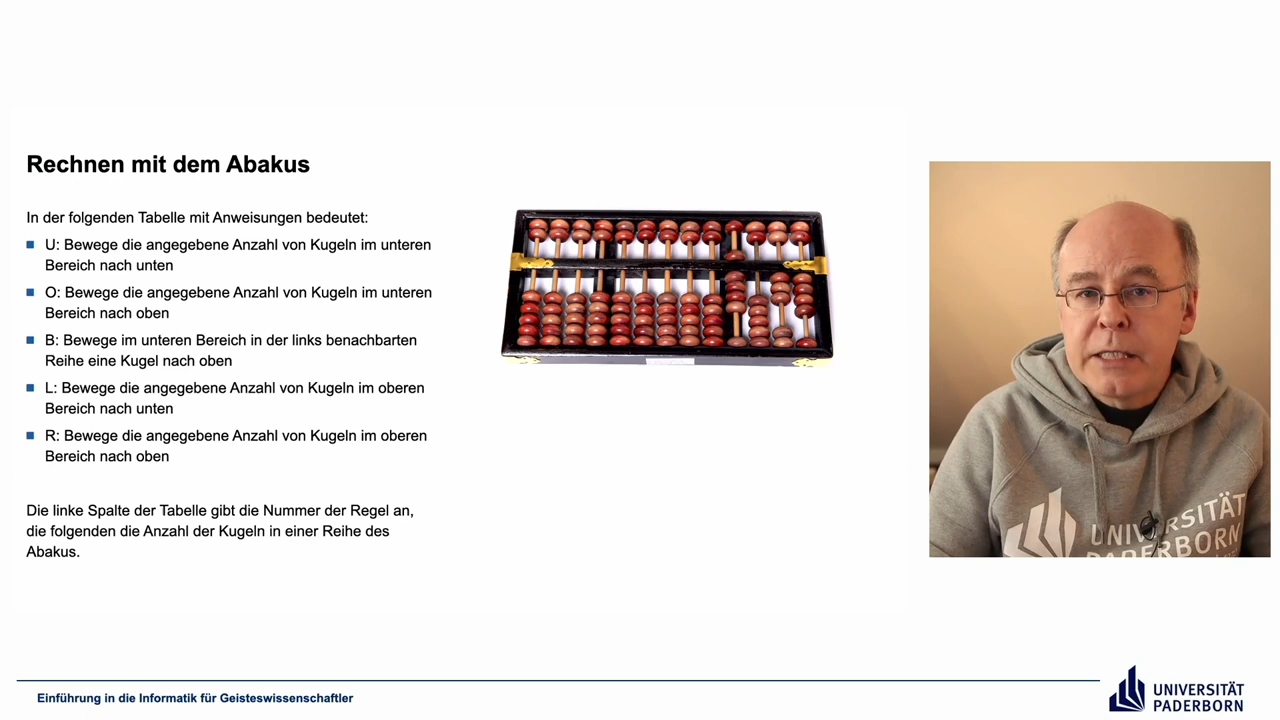 Rechnen mit dem Abakus
In der folgenden Tabelle mit Anweisungen bedeutet:
U: Bewege die angegebene Anzahl von Kugeln im unteren
Bereich nach unten
O: Bewege die angegebene Anzahl von Kugeln im unteren
Bereich nach oben
B: Bewege im unteren Bereich in der links benachbarten
Reihe eine Kugel nach oben
L: Bewege die angegebene Anzahl von Kugeln im oberen
Bereich nach unten
R: Bewege die angegebene Anzahl von Kugeln im oberen
Bereich nach oben
Die linke Spalte der Tabelle gibt die Nummer der Regel an,
die folgenden die Anzahl der Kugeln in einer Reihe des
Abakus.
UNIVERSITÄT
PADERBORN
Einführung in die Informatik für Geisteswissenschaftler
UNIVERSITÄT
PADERBORN